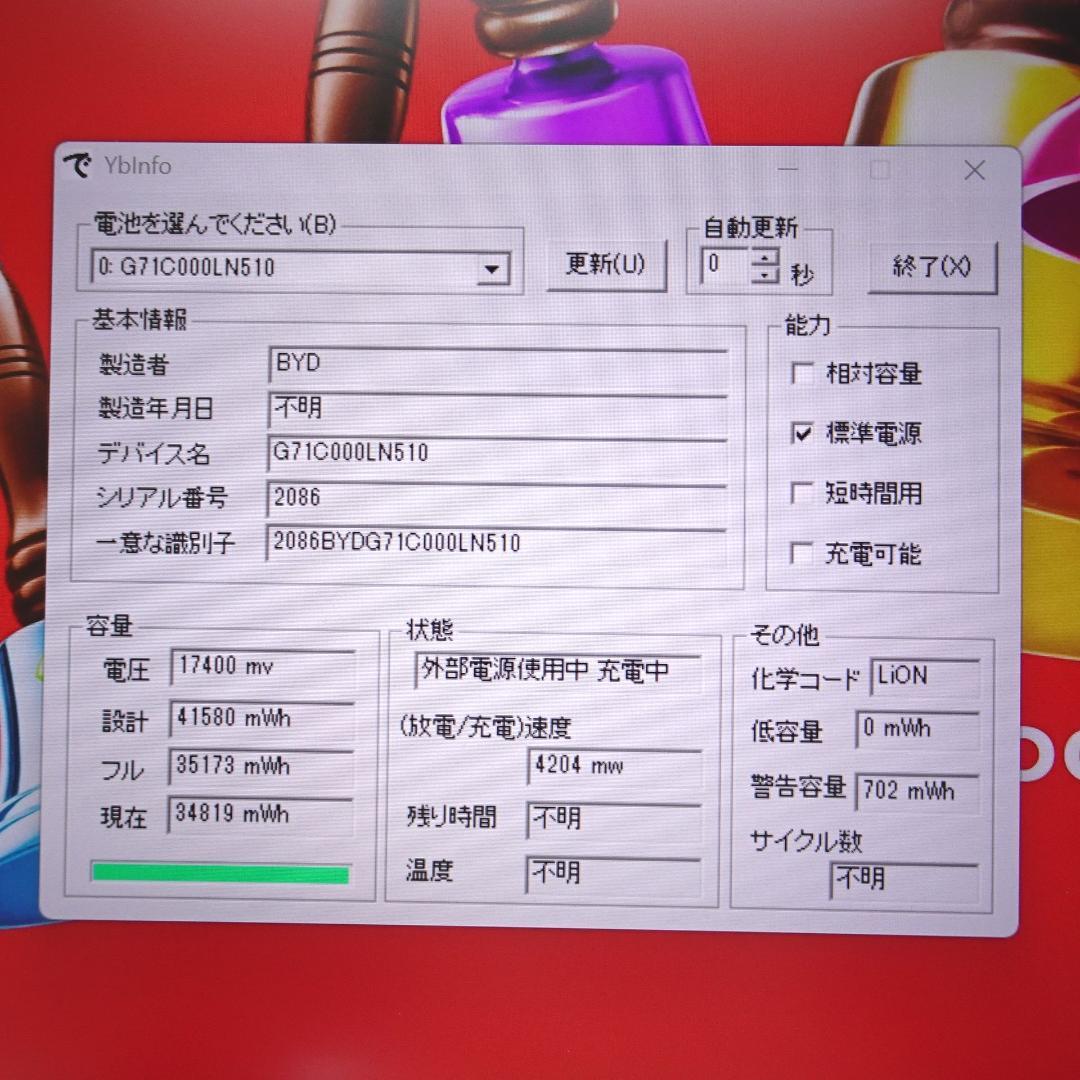 で YbInfo
電池を選んでください(B)
0: G71C000LN510
更新(U)
自動更新
0 秒
終了(X)
基本情報
製造者 BYD
製造年月日 不明
デバイス名 G71C000LN510
シリアル番号 2086
一意な識別子 2086BYDG71C000LN510
能力
相対容量
標準電源
短時間用
充電可能
容量
電圧 17400 mv
設計 41580 mWh
フル 35173 mWh
現在 34819 mWh
状態
外部電源使用中 充電中
(放電/充電)速度
4204 mw
残り時間 不明
温度 不明
その他
化学コード LiON
低容量 0 mWh
警告容量 702 mWh
サイクル数
不明